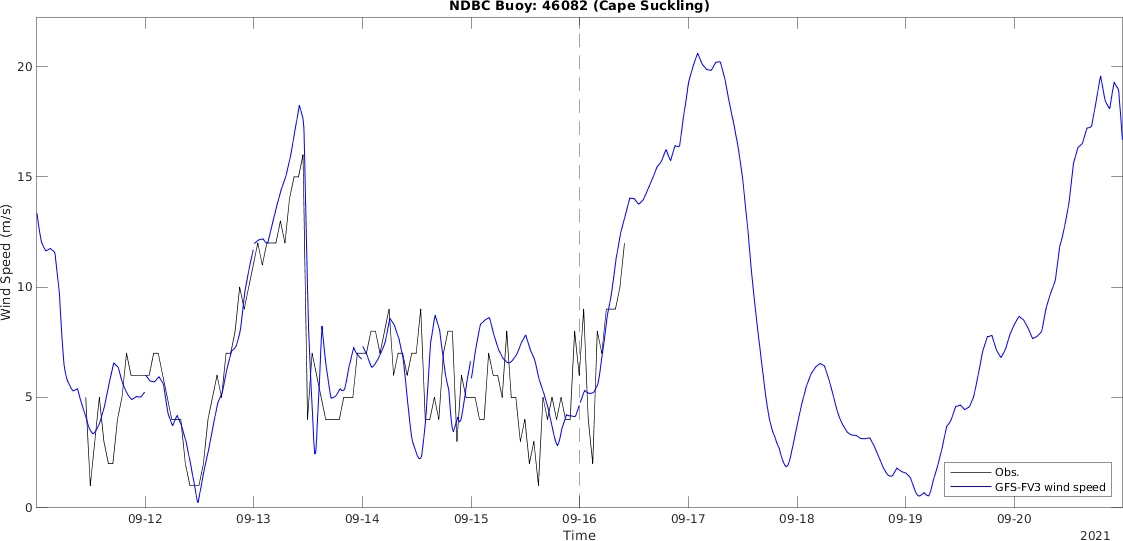 NDBC Buoy: 46082 (Cape Suckling)
Wind Speed (m/s)
20
15
10
5
0
09-12 09-13 09-14 09-15 09-16 09-17 09-18 09-19 09-20
Time
2021
Obs.
GFS-FV3 wind speed